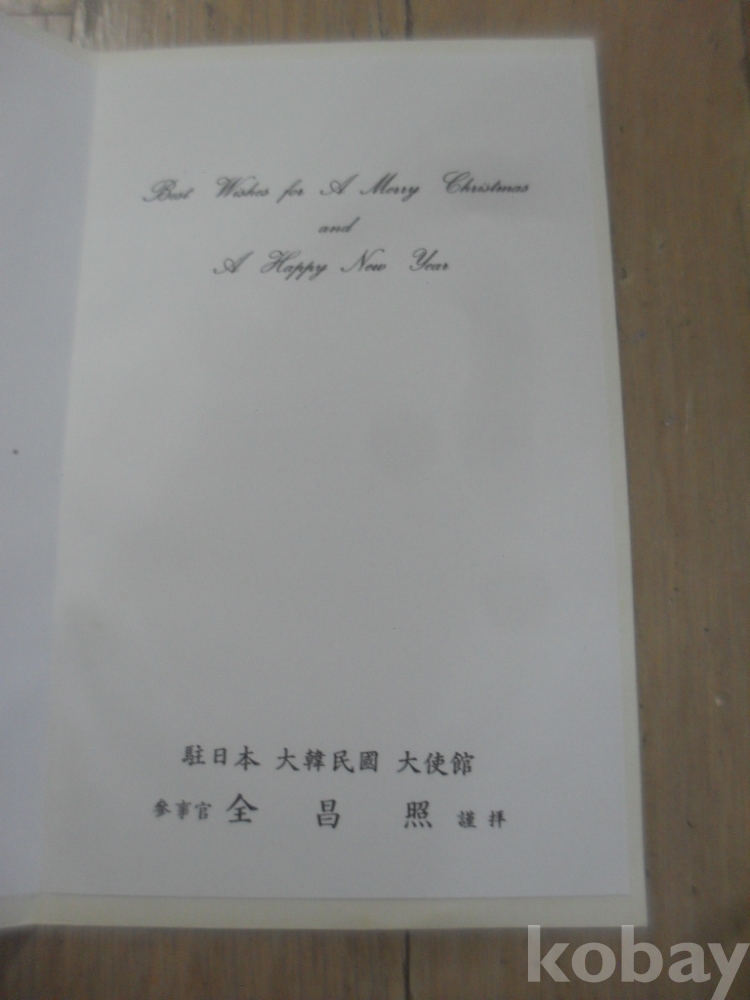 Best Wishes for A Merry Christmas
and
A Happy New Year
駐日本 大韓民國 大使館
參事官 全 昌 照 謹 拜
kobay